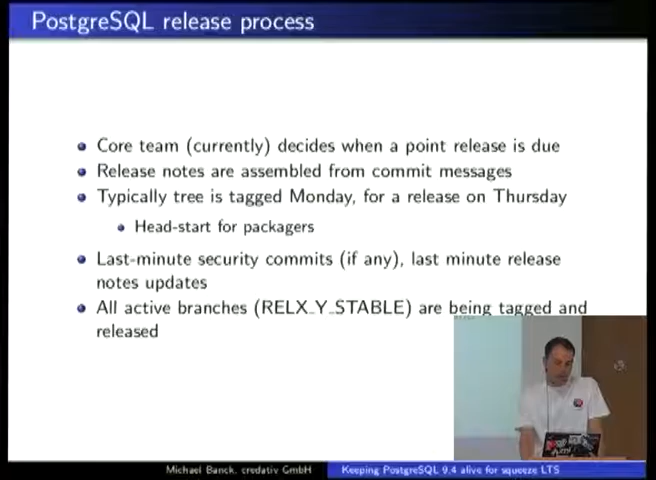 PostgreSQL release process
Core team (currently) decides when a point release is due
Release notes are assembled from commit messages
Typically tree is tagged Monday, for a release on Thursday
Head-start for packagers
Last-minute security commits (if any), last minute release
notes updates
All active branches (RELX_Y_STABLE) are being tagged and
released
Michael Banck, credativ GmbH
Keeping PostgreSQL 9.4 alive for squeeze LTS